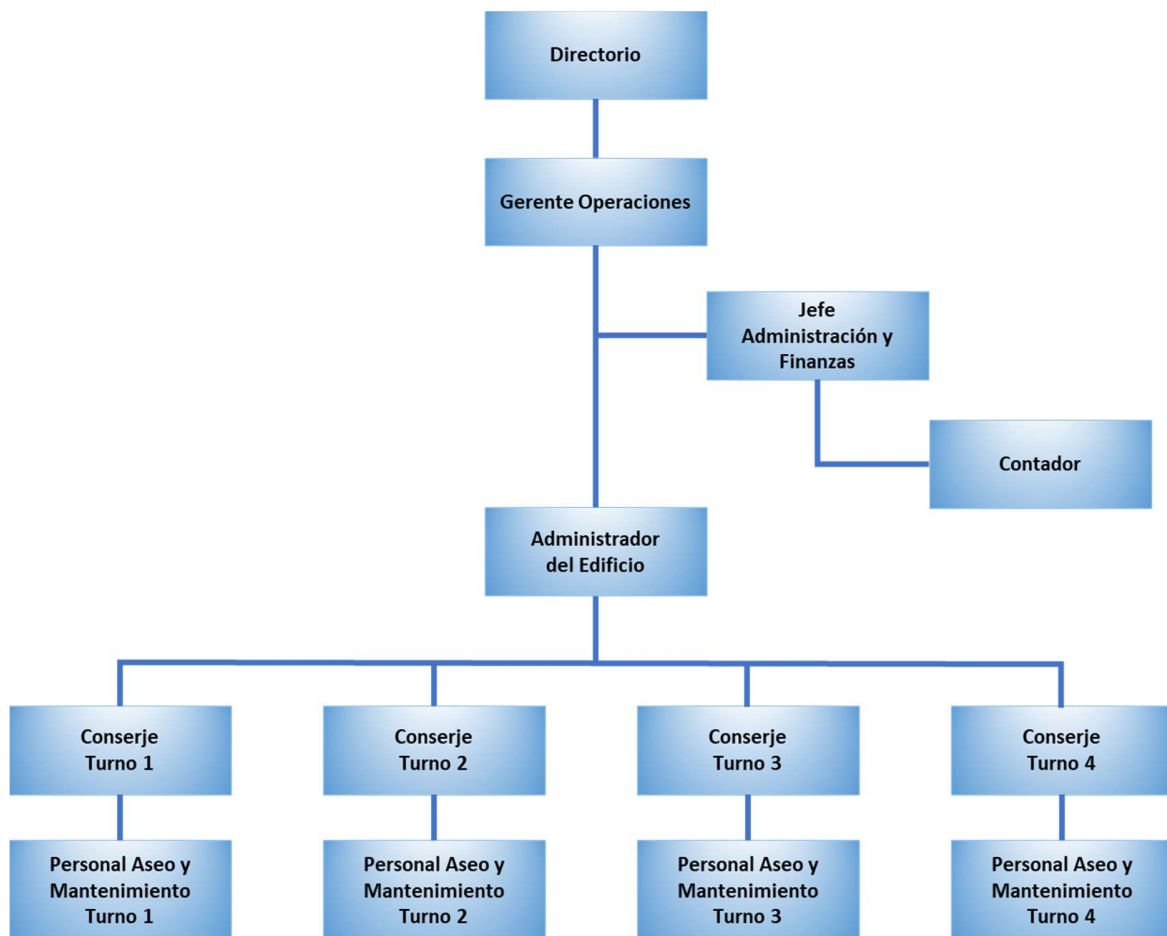 Directorio
Gerente Operaciones
Jefe
Administración y
Finanzas
Contador
Administrador
del Edificio
Conserje
Turno 1
Conserje
Turno 2
Conserje
Turno 3
Conserje
Turno 4
Personal Aseo y
Mantenimiento
Turno 1
Personal Aseo y
Mantenimiento
Turno 2
Personal Aseo y
Mantenimiento
Turno 3
Personal Aseo y
Mantenimiento
Turno 4